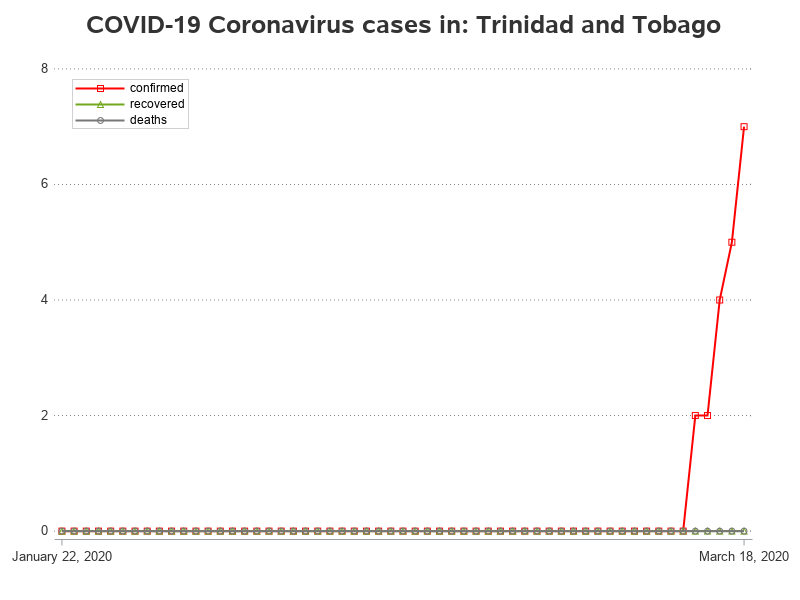 COVID-19 Coronavirus cases in: Trinidad and Tobago
8
confirmed
recovered
deaths
6
4
2
0
January 22, 2020
March 18, 2020